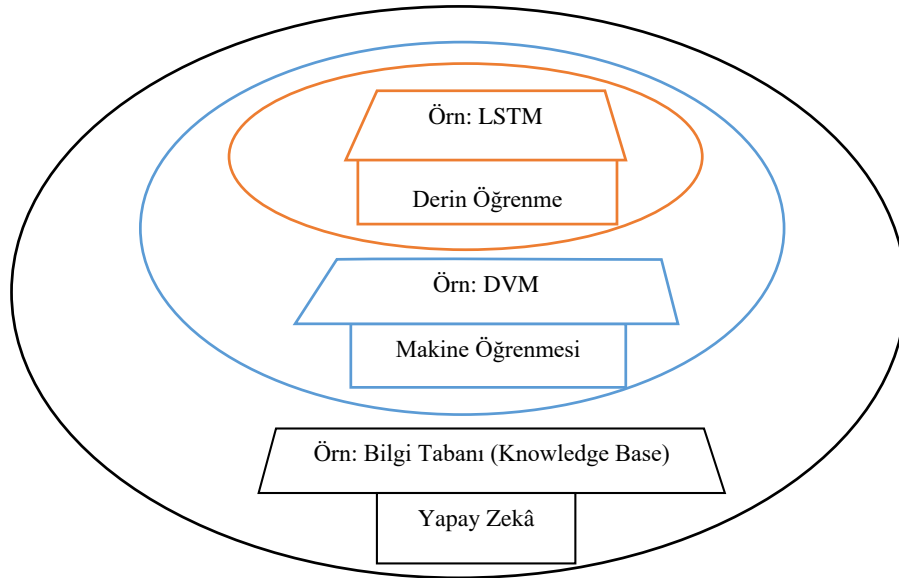 Örn: LSTM
Derin Öğrenme
Örn: DVM
Makine Öğrenmesi
Örn: Bilgi Tabanı (Knowledge Base)
Yapay Zekâ